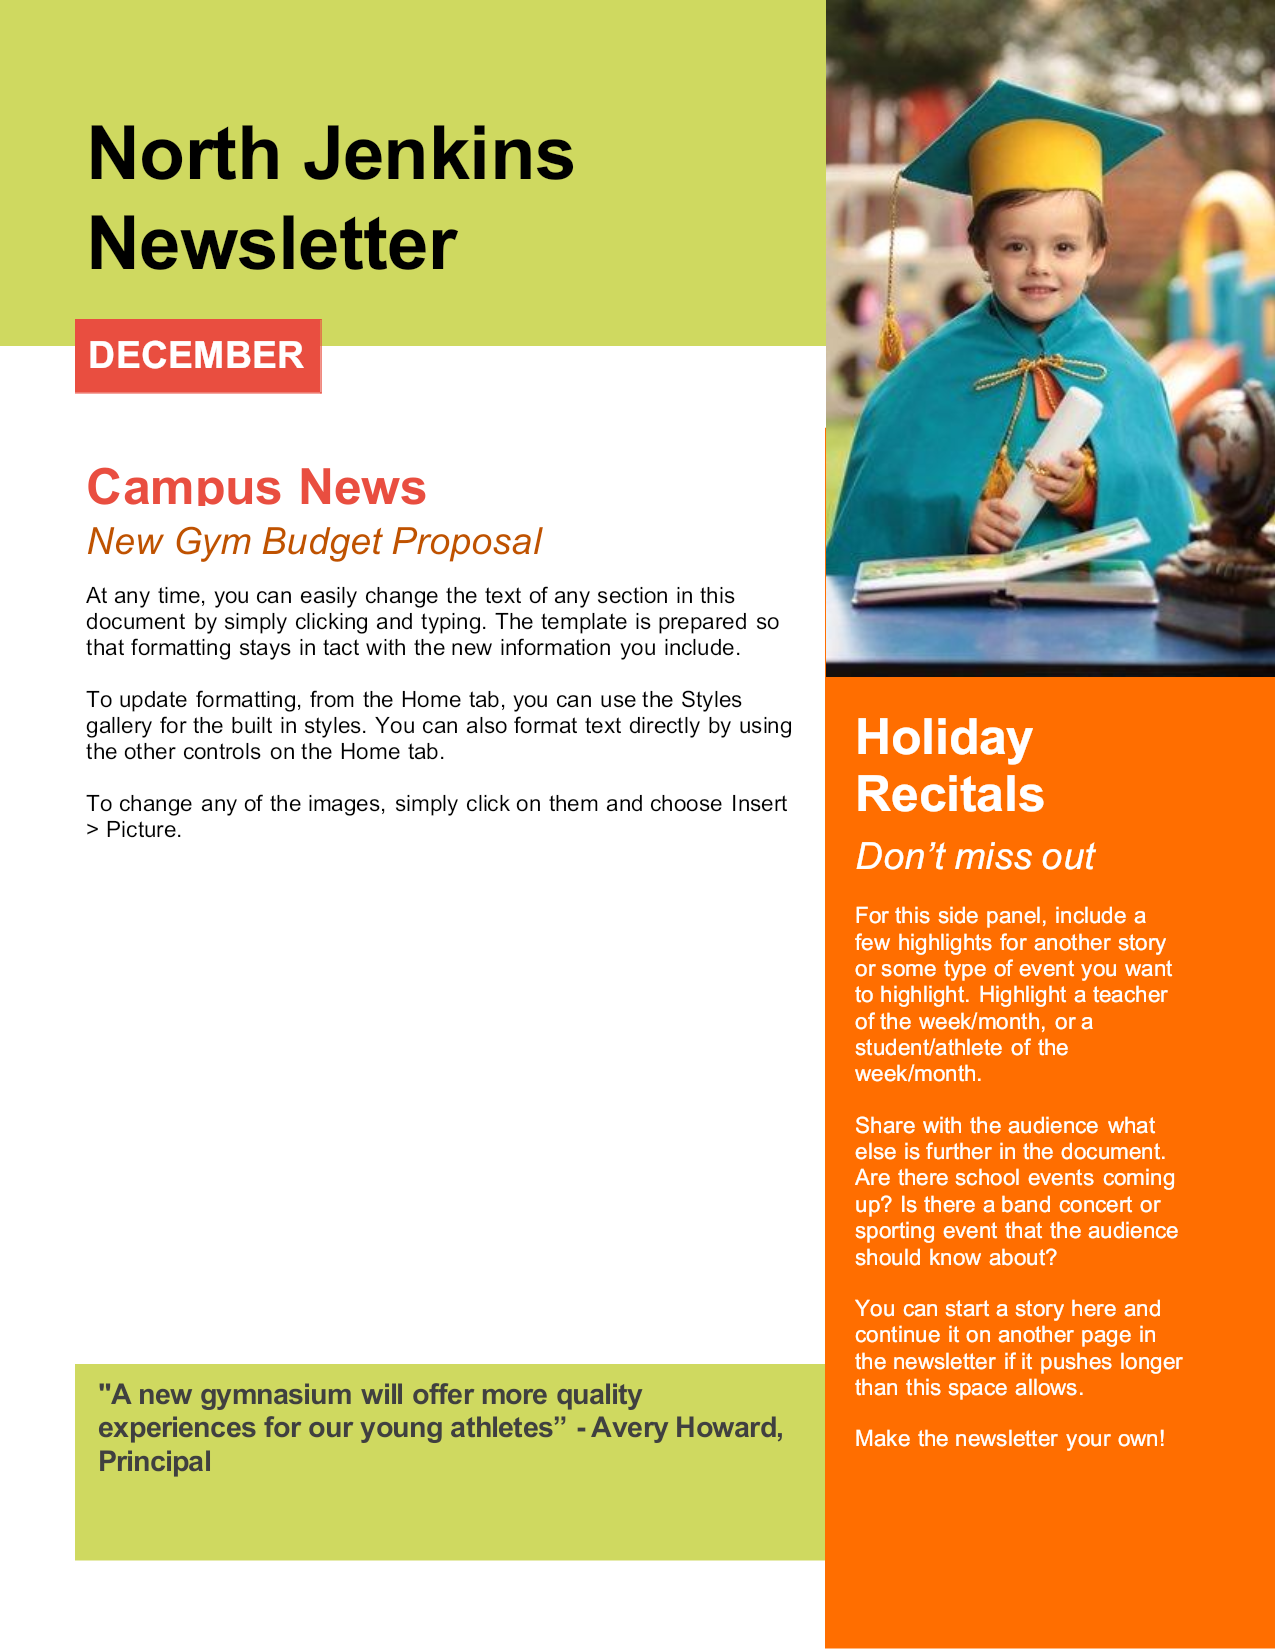 North Jenkins
Newsletter
DECEMBER
Campus News
New Gym Budget Proposal
At any time, you can easily change the text of any section in this
document by simply clicking and typing. The template is prepared so
that formatting stays in tact with the new information you include.
To update formatting, from the Home tab, you can use the Styles
gallery for the built in styles. You can also format text directly by using
the other controls on the Home tab.
To change any of the images, simply click on them and choose Insert
> Picture.
"A new gymnasium will offer more quality
experiences for our young athletes” - Avery Howard,
Principal
Holiday
Recitals
Don’t miss out
For this side panel, include a
few highlights for another story
or some type of event you want
to highlight. Highlight a teacher
of the week/month, or a
student/athlete of the
week/month.
Share with the audience what
else is further in the document.
Are there school events coming
up? Is there a band concert or
sporting event that the audience
should know about?
You can start a story here and
continue it on another page in
the newsletter if it pushes longer
than this space allows.
Make the newsletter your own!